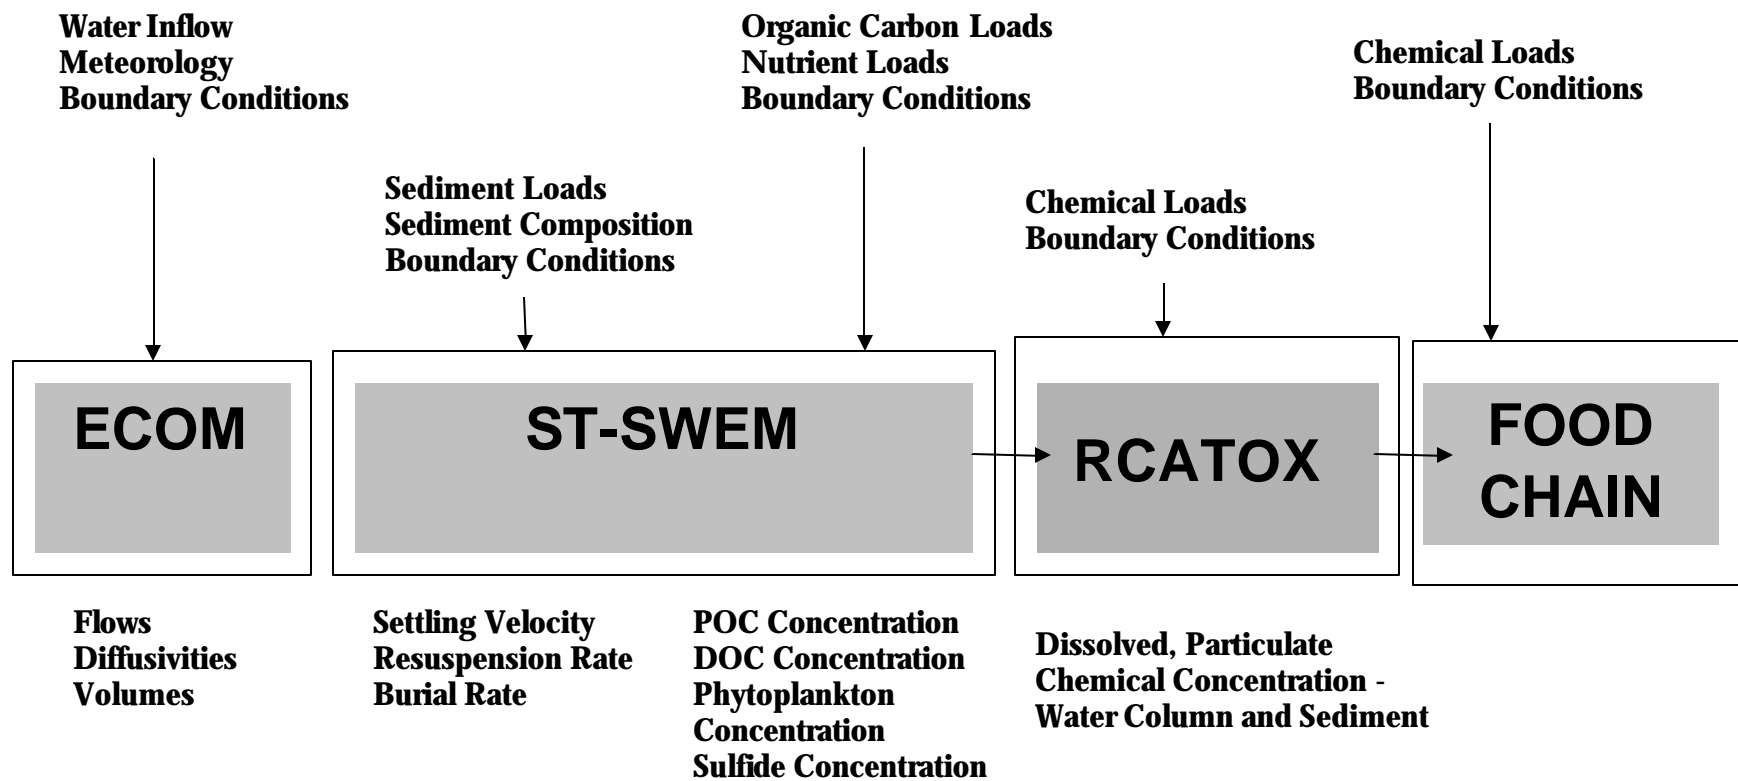 Water Inflow
Meteorology
Boundary Conditions
Organic Carbon Loads
Nutrient Loads
Boundary Conditions
Chemical Loads
Boundary Conditions
Sediment Loads
Sediment Composition
Boundary Conditions
Chemical Loads
Boundary Conditions
ECOM
ST-SWEM
RCATOX
FOOD
CHAIN
Flows
Diffusivities
Volumes
Settling Velocity
Resuspension Rate
Burial Rate
POC Concentration
DOC Concentration
Phytoplankton
Concentration
Sulfide Concentration
Dissolved, Particulate
Chemical Concentration -
Water Column and Sediment